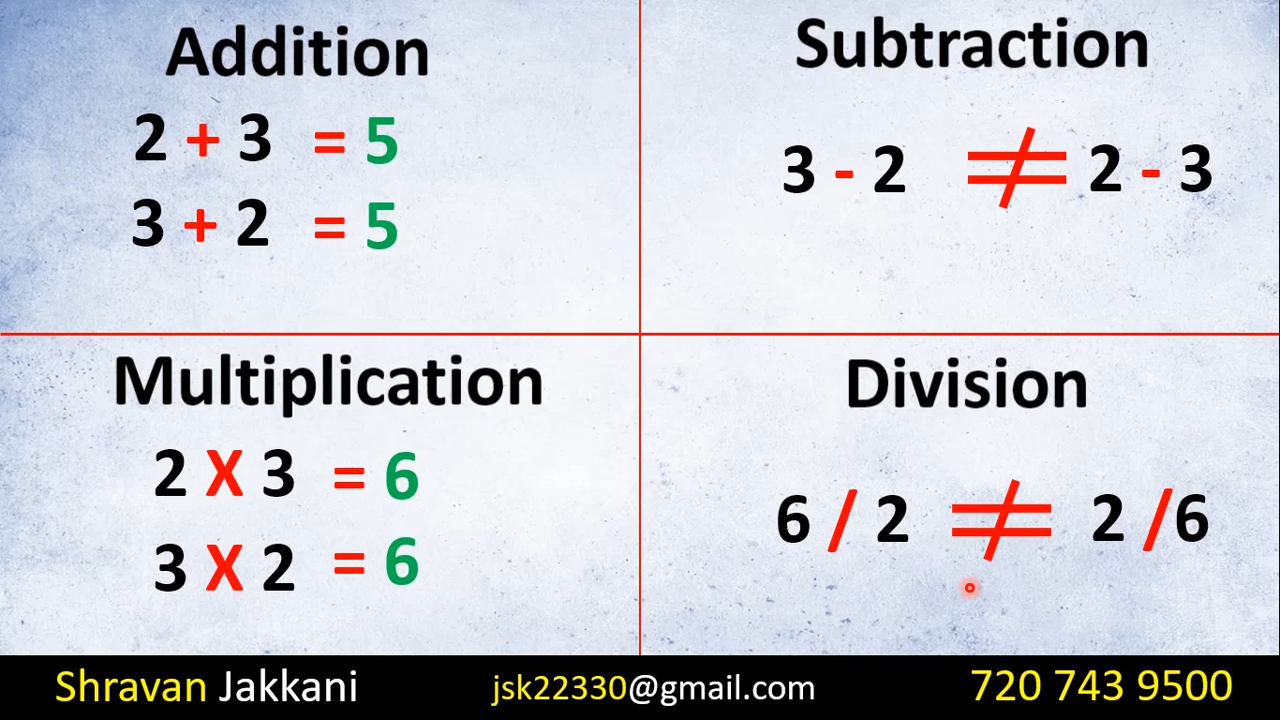 Addition
2 + 3 = 5
3 + 2 = 5
Subtraction
3 - 2 ≠ 2 - 3
Multiplication
2 X 3 = 6
3 X 2 = 6
Division
6 / 2 ≠ 2 /6
Shravan Jakkani jsk22330@gmail.com 720 743 9500